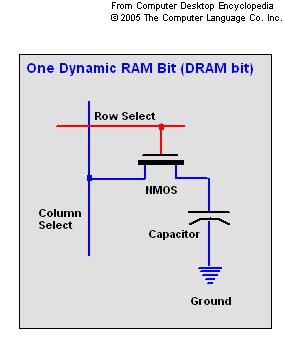 From Computer Desktop Encyclopedia
© 2005 The Computer Language Co. Inc.
One Dynamic RAM Bit (DRAM bit)
Row Select
NMOS
Column
Select
Capacitor
Ground